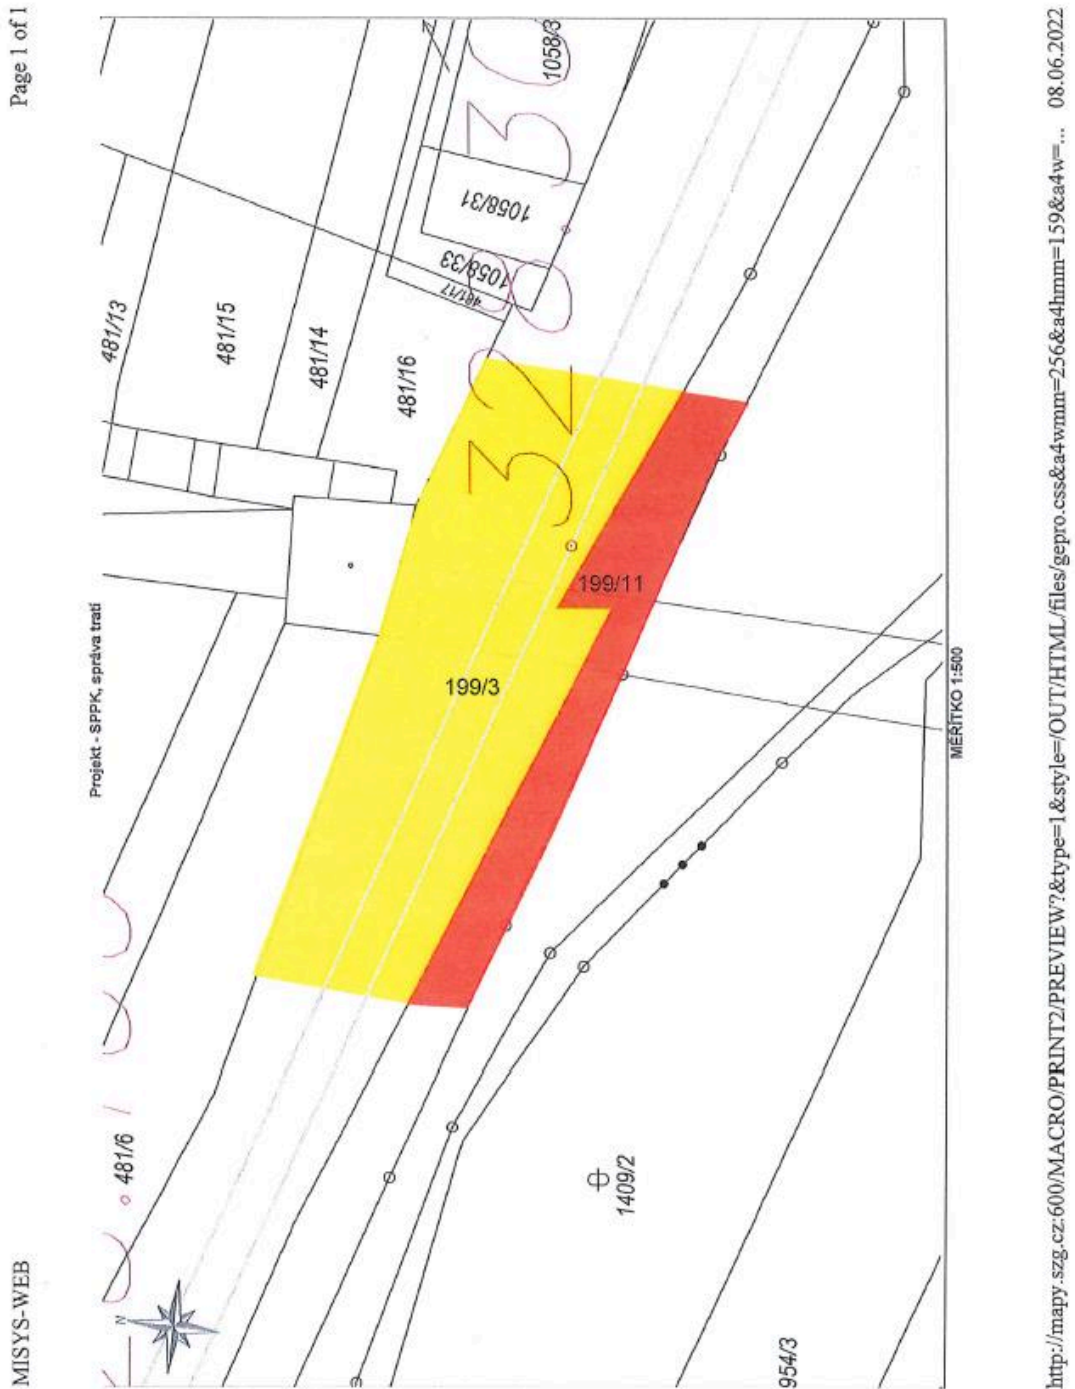 MISYS-WEB
Page 1 of 1
Projekt - SPPK, správa tratí
481/13
481/15
481/14
481/16
481/17
1058/33
1058/31
1058/3
32
30
199/3
199/11
481/6
N
1409/2
954/3
MĚŘÍTKO 1:500
http://mapy.szg.cz:600/MACRO/PRINT2/PREVIEW?&type=1&style=/OUT/HTML/files/gepro.css&a4wmm=256&a4hmm=159&a4w=... 08.06.2022